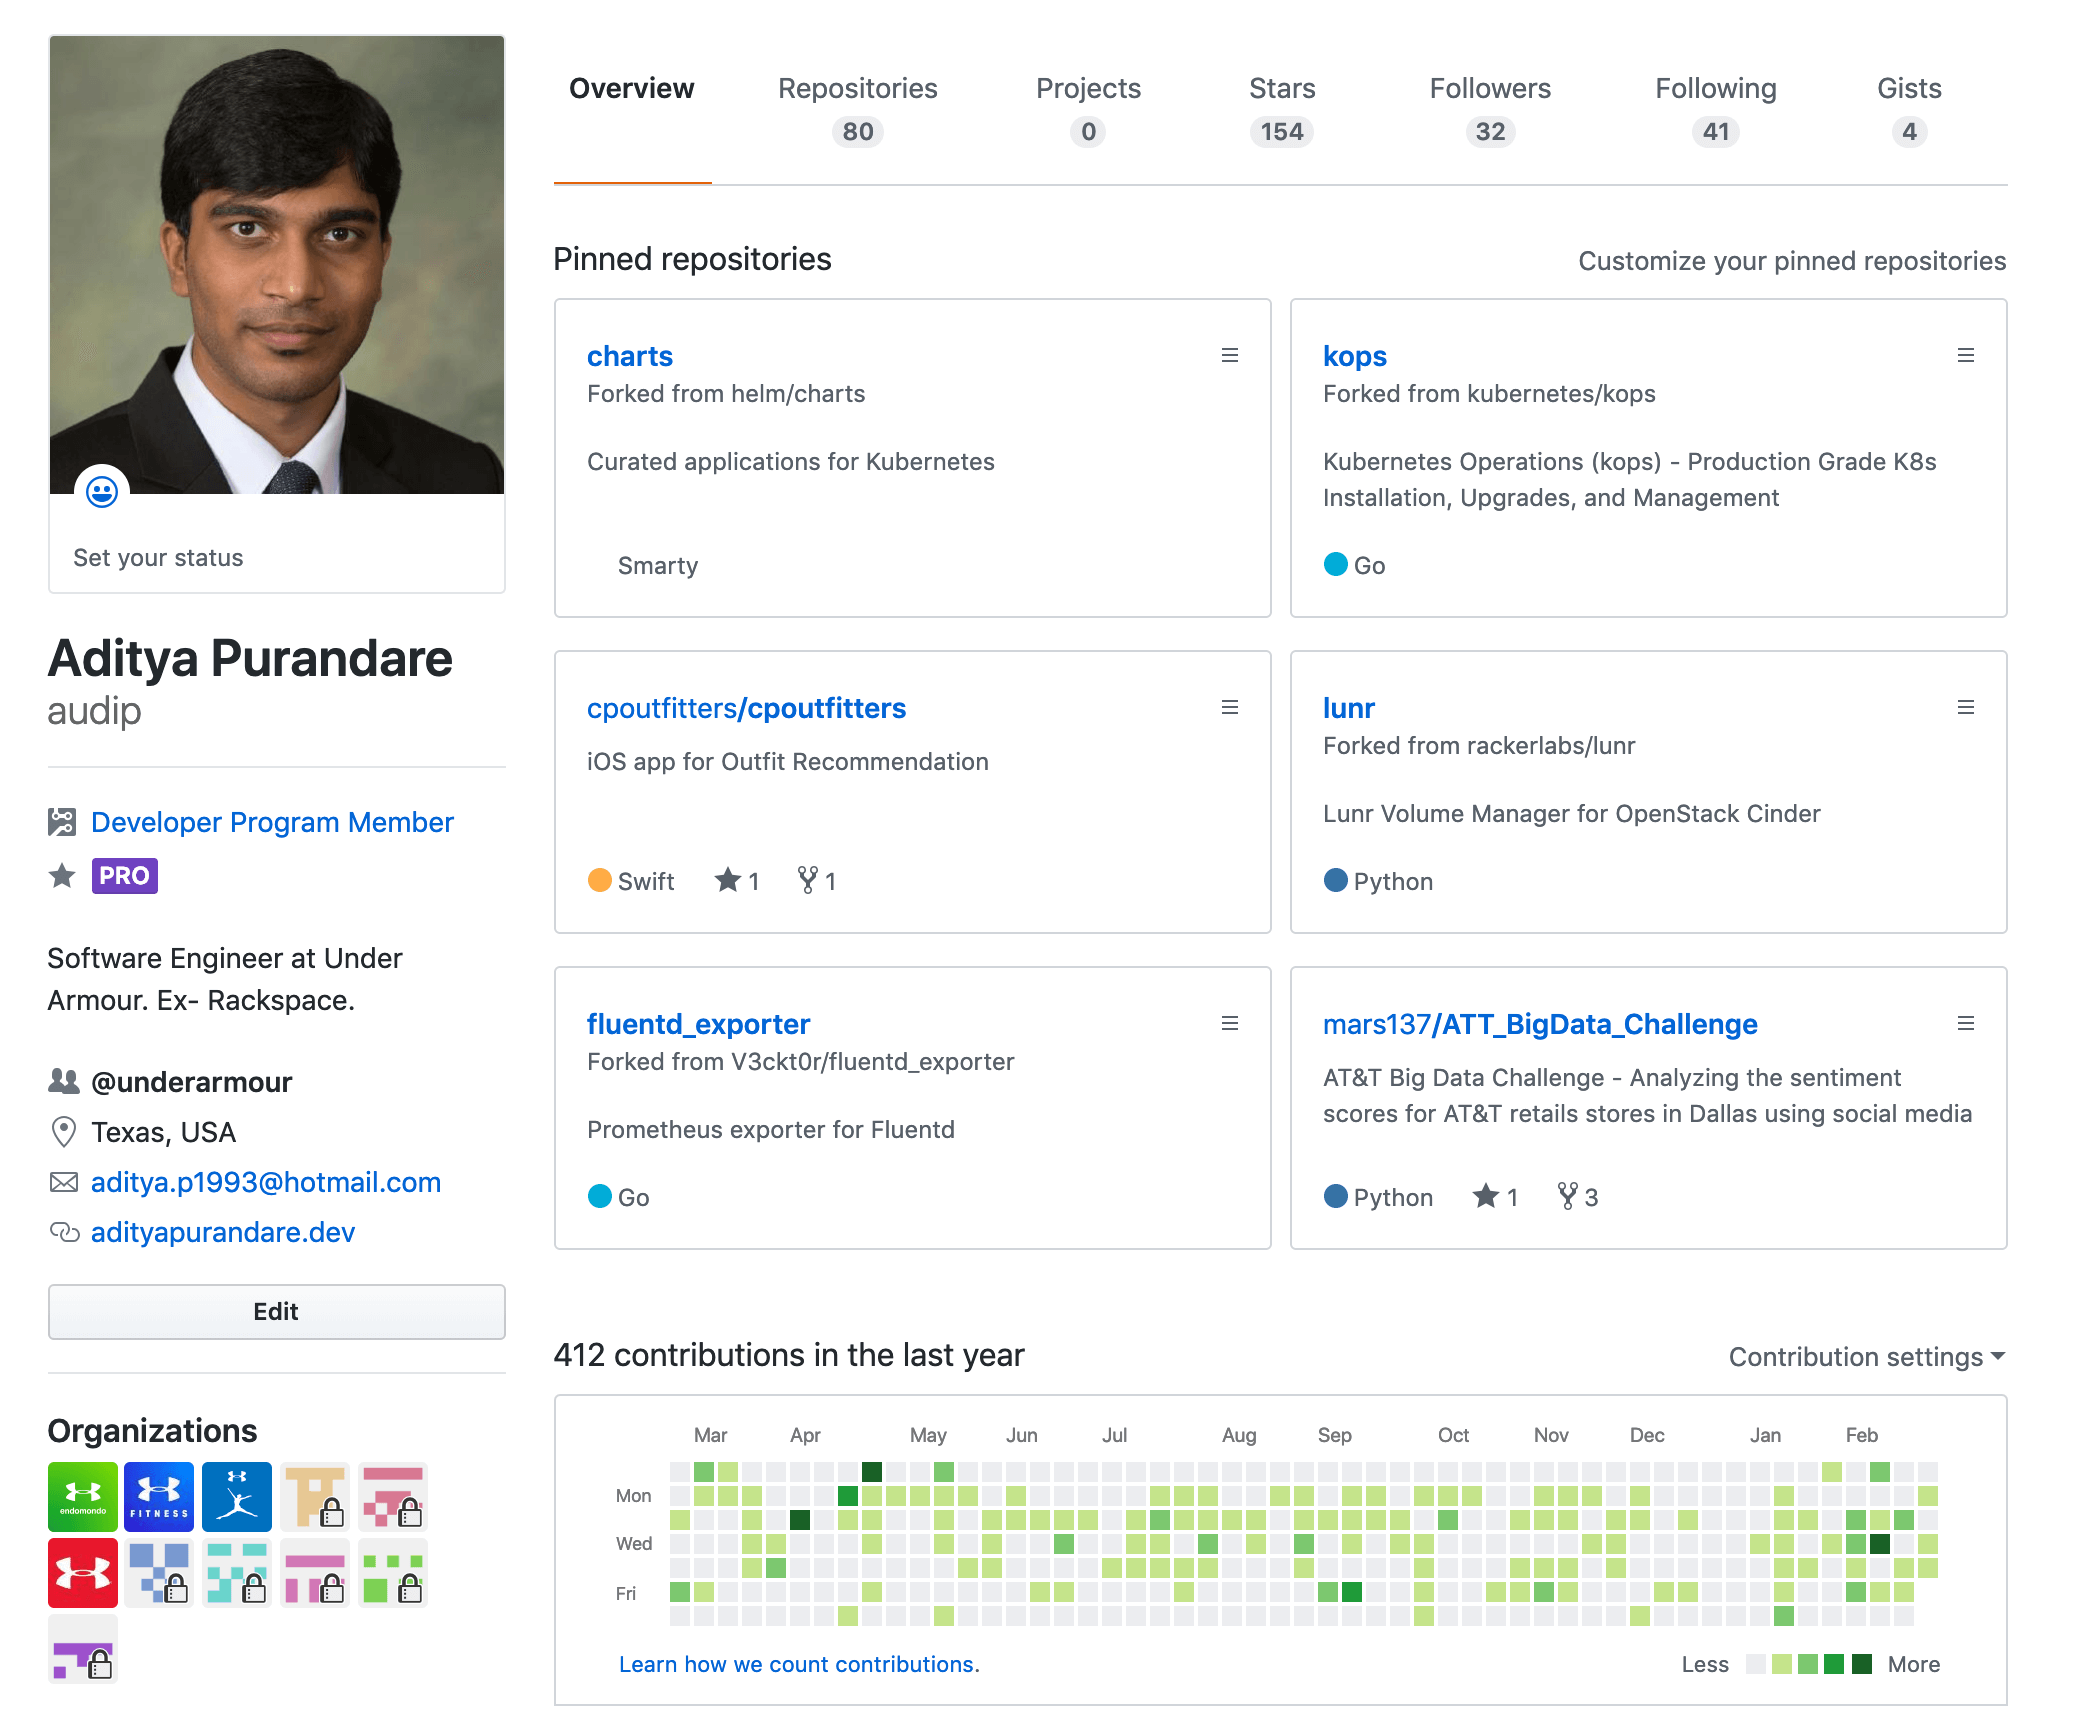 Overview
Repositories
80
Projects
0
Stars
154
Followers
32
Following
41
Gists
4
Set your status
Aditya Purandare
audip
Developer Program Member
PRO
Software Engineer at Under
Armour. Ex- Rackspace.
@underarmour
Texas, USA
aditya.p1993@hotmail.com
adityapurandare.dev
Edit
Organizations
endomondo
FITNESS
Pinned repositories
Customize your pinned repositories
charts
Forked from helm/charts
Curated applications for Kubernetes
Smarty
kops
Forked from kubernetes/kops
Kubernetes Operations (kops) - Production Grade K8s
Installation, Upgrades, and Management
Go
cpoutfitters/cpoutfitters
iOS app for Outfit Recommendation
Swift 1 1
lunr
Forked from rackerlabs/lunr
Lunr Volume Manager for OpenStack Cinder
Python
fluentd_exporter
Forked from V3ckt0r/fluentd_exporter
Prometheus exporter for Fluentd
Go
mars137/ATT_BigData_Challenge
AT&T Big Data Challenge - Analyzing the sentiment
scores for AT&T retails stores in Dallas using social media
Python 1 3
412 contributions in the last year
Contribution settings
Mar Apr May Jun Jul Aug Sep Oct Nov Dec Jan Feb
Mon
Wed
Fri
Learn how we count contributions.
Less More